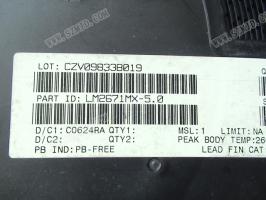 LOT: CZV09833B019
PART ID: LM2671MX-5.0
D/C1: C0624RA QTY1: MSL:1 LIMIT:NA
D/C2: QTY2: PEAK BODY TEMP:26
PB IND: PB-FREE LEAD FIN CAT